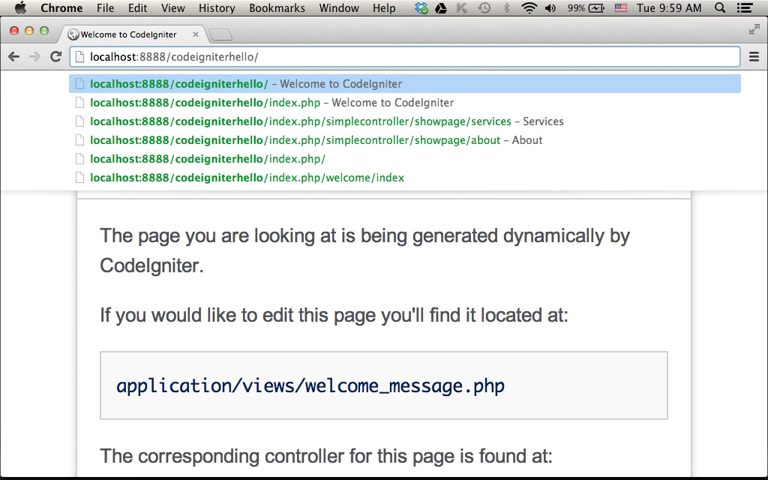 Chrome File Edit View History Bookmarks Window Help 99% Tue 9:59 AM
Welcome to CodeIgniter
localhost:8888/codeigniterhello/
localhost:8888/codeigniterhello/ – Welcome to CodeIgniter
localhost:8888/codeigniterhello/index.php – Welcome to CodeIgniter
localhost:8888/codeigniterhello/index.php/simplecontroller/showpage/services – Services
localhost:8888/codeigniterhello/index.php/simplecontroller/showpage/about – About
localhost:8888/codeigniterhello/index.php/
localhost:8888/codeigniterhello/index.php/welcome/index
The page you are looking at is being generated dynamically by
CodeIgniter.
If you would like to edit this page you'll find it located at:
application/views/welcome_message.php
The corresponding controller for this page is found at: